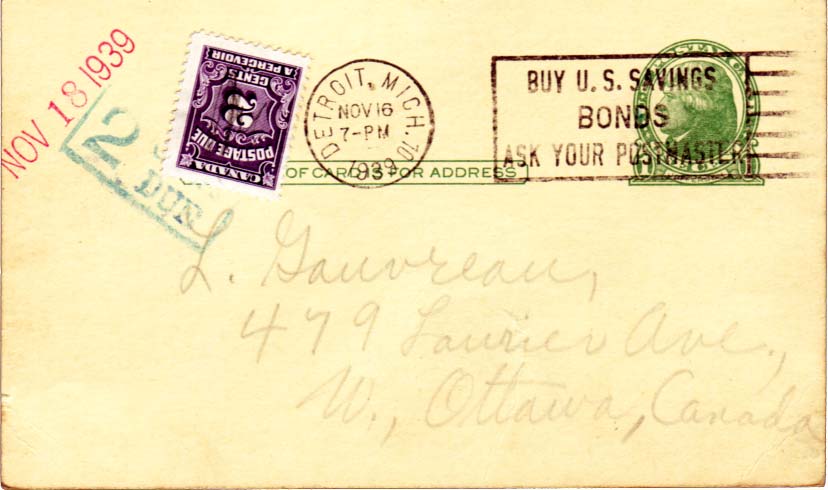 NOV 18 1939
2
DUE
CANADA
POSTAGE DUE
2
CENTS
A PERCEVOIR
DETROIT, MICH. 10
NOV 16
7-PM
1939
BUY U.S. SAVINGS
BONDS
ASK YOUR POSTMASTER
OF CARD IS FOR ADDRESS
L. Gauvreau,
479 Laurier Ave.,
W., Ottawa, Canada